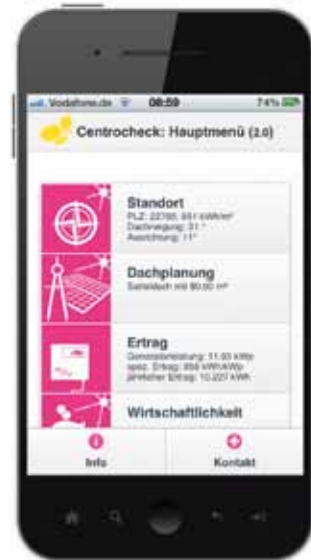 Vodafone.de 08:59 74%
Centrocheck: Hauptmenü (2.0)
Standort
PLZ: 22765, 951 kWh/m²
Dachneigung: 31 °
Ausrichtung: 11°
Dachplanung
Satteldach mit 80,00 m²
Ertrag
Generatorleistung: 11,93 kWp
spez. Ertrag: 856 kWh/kWp
jährlicher Ertrag: 10.227 kWh
Wirtschaftlichkeit
Info
Kontakt